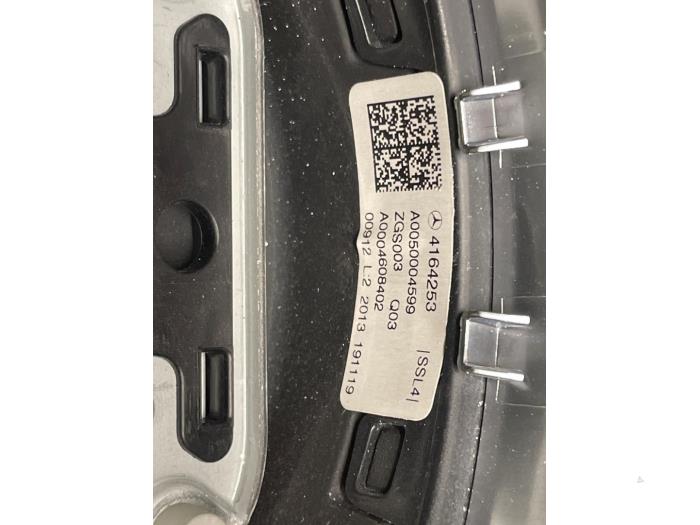 4164253 |SSL4|
A0050004599
ZGS003 Q03
A0004608402
00912 L:2 2013 191119